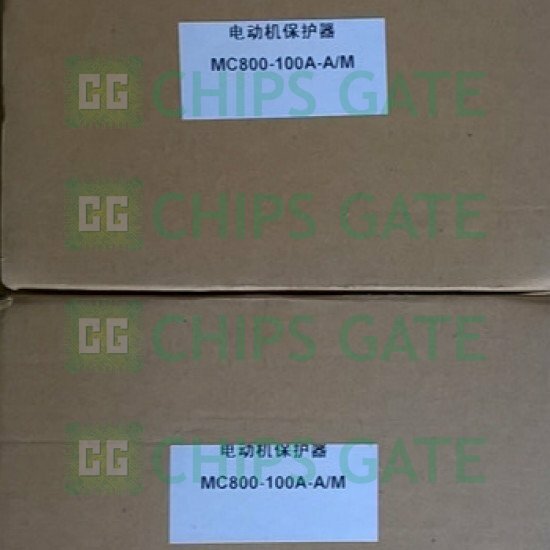 电动机保护器
MC800-100A-A/M
CG CHIPS GATE
CG CHIPS GATE
CG CHIPS GATE
电动机保护器
CG CHIPS GATE
MC800-100A-A/M